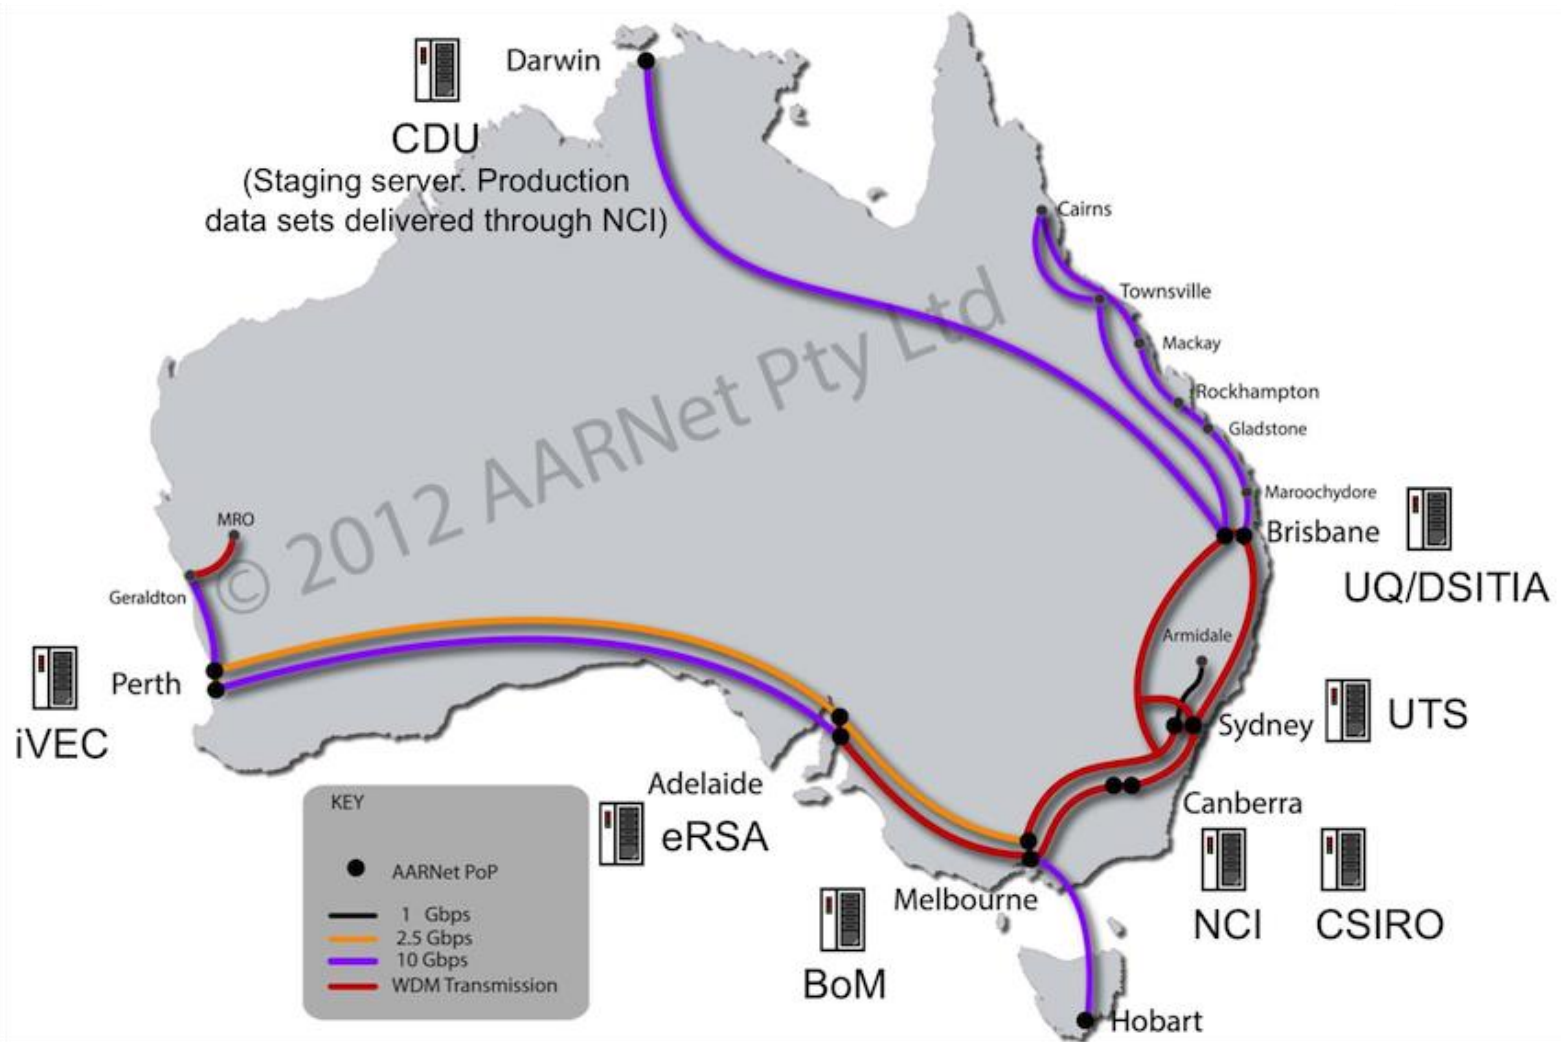 Darwin
CDU
(Staging server. Production
data sets delivered through NCI)
Cairns
Townsville
Mackay
Rockhampton
Gladstone
Maroochydore
Brisbane
UQ/DSITIA
© 2012 AARNet Pty Ltd
MRO
Geraldton
Perth
iVEC
Armidale
Sydney
UTS
Adelaide
eRSA
Canberra
NCI
CSIRO
Melbourne
BoM
Hobart
KEY
AARNet PoP
1 Gbps
2.5 Gbps
10 Gbps
WDM Transmission